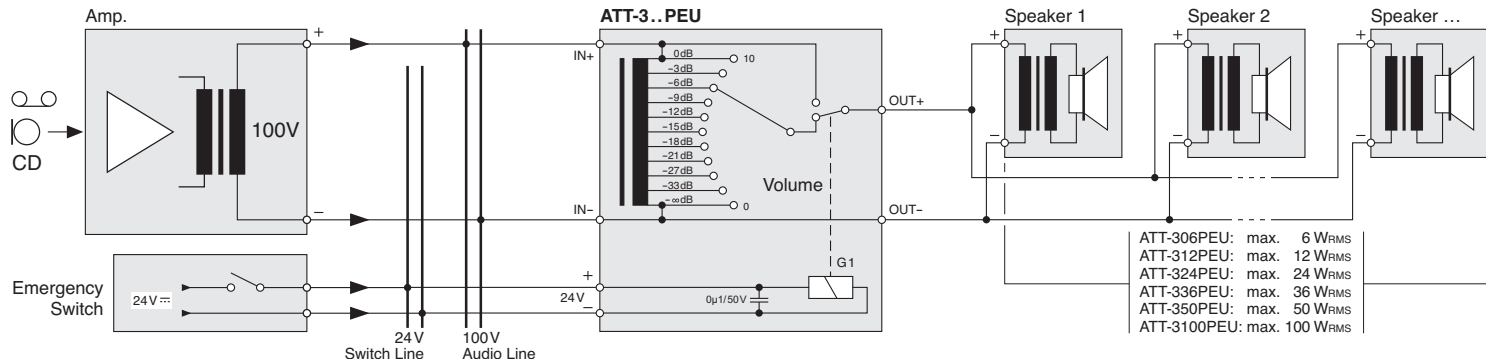 Amp.
ATT-3..PEU
Speaker 1
Speaker 2
Speaker ...
+
+
+
+
IN+
0dB
10
−3dB
−6dB
−9dB
−12dB
−15dB
−18dB
−21dB
−27dB
−33dB
−∞dB
0
Volume
OUT+
100V
CD
−
−
−
−
IN−
OUT−
Emergency
Switch
24V
+
24V
−
G1
0µ1/50V
24V
Switch Line
100V
Audio Line
ATT-306PEU: max. 6 WRMS
ATT-312PEU: max. 12 WRMS
ATT-324PEU: max. 24 WRMS
ATT-336PEU: max. 36 WRMS
ATT-350PEU: max. 50 WRMS
ATT-3100PEU: max. 100 WRMS